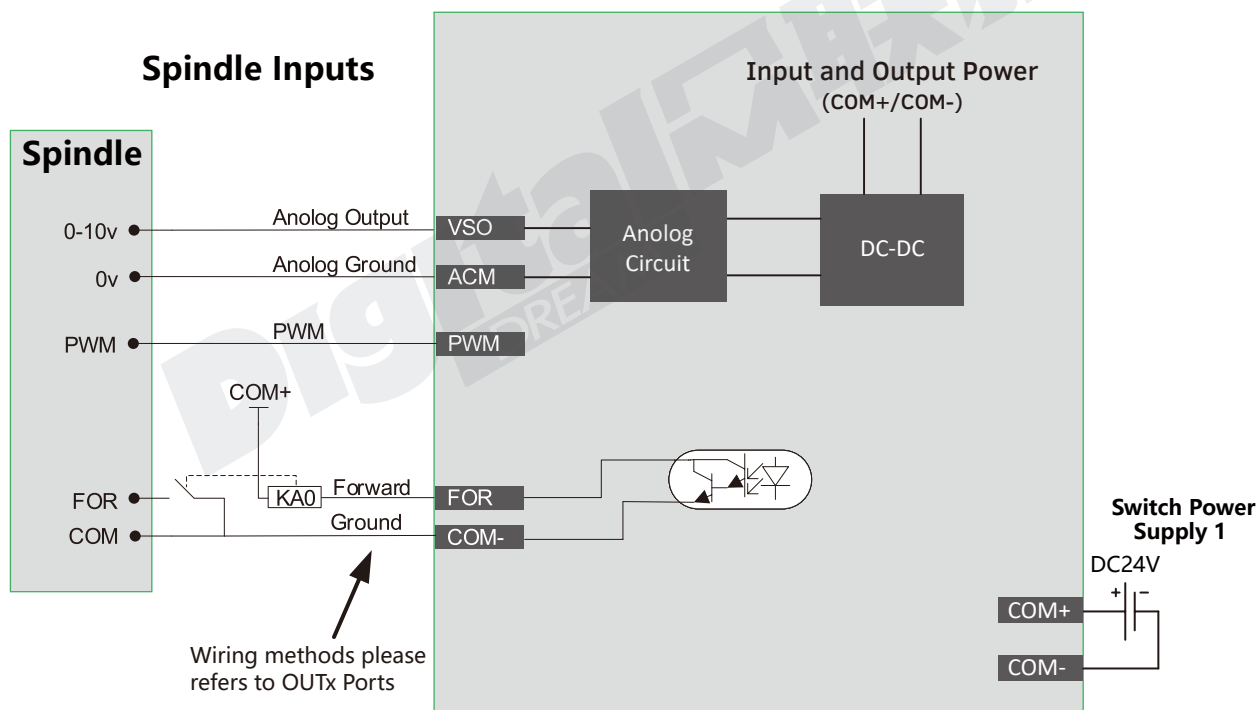 Spindle Inputs
Input and Output Power
(COM+/COM-)
Spindle
0-10v
Anolog Output
VSO
Anolog
Circuit
DC-DC
0v
Anolog Ground
ACM
PWM
PWM
PWM
COM+
FOR
KA0
Forward
FOR
COM
Ground
COM-
Switch Power
Supply 1
DC24V
+
−
COM+
COM-
Wiring methods please
refers to OUTx Ports
Digital
DREA